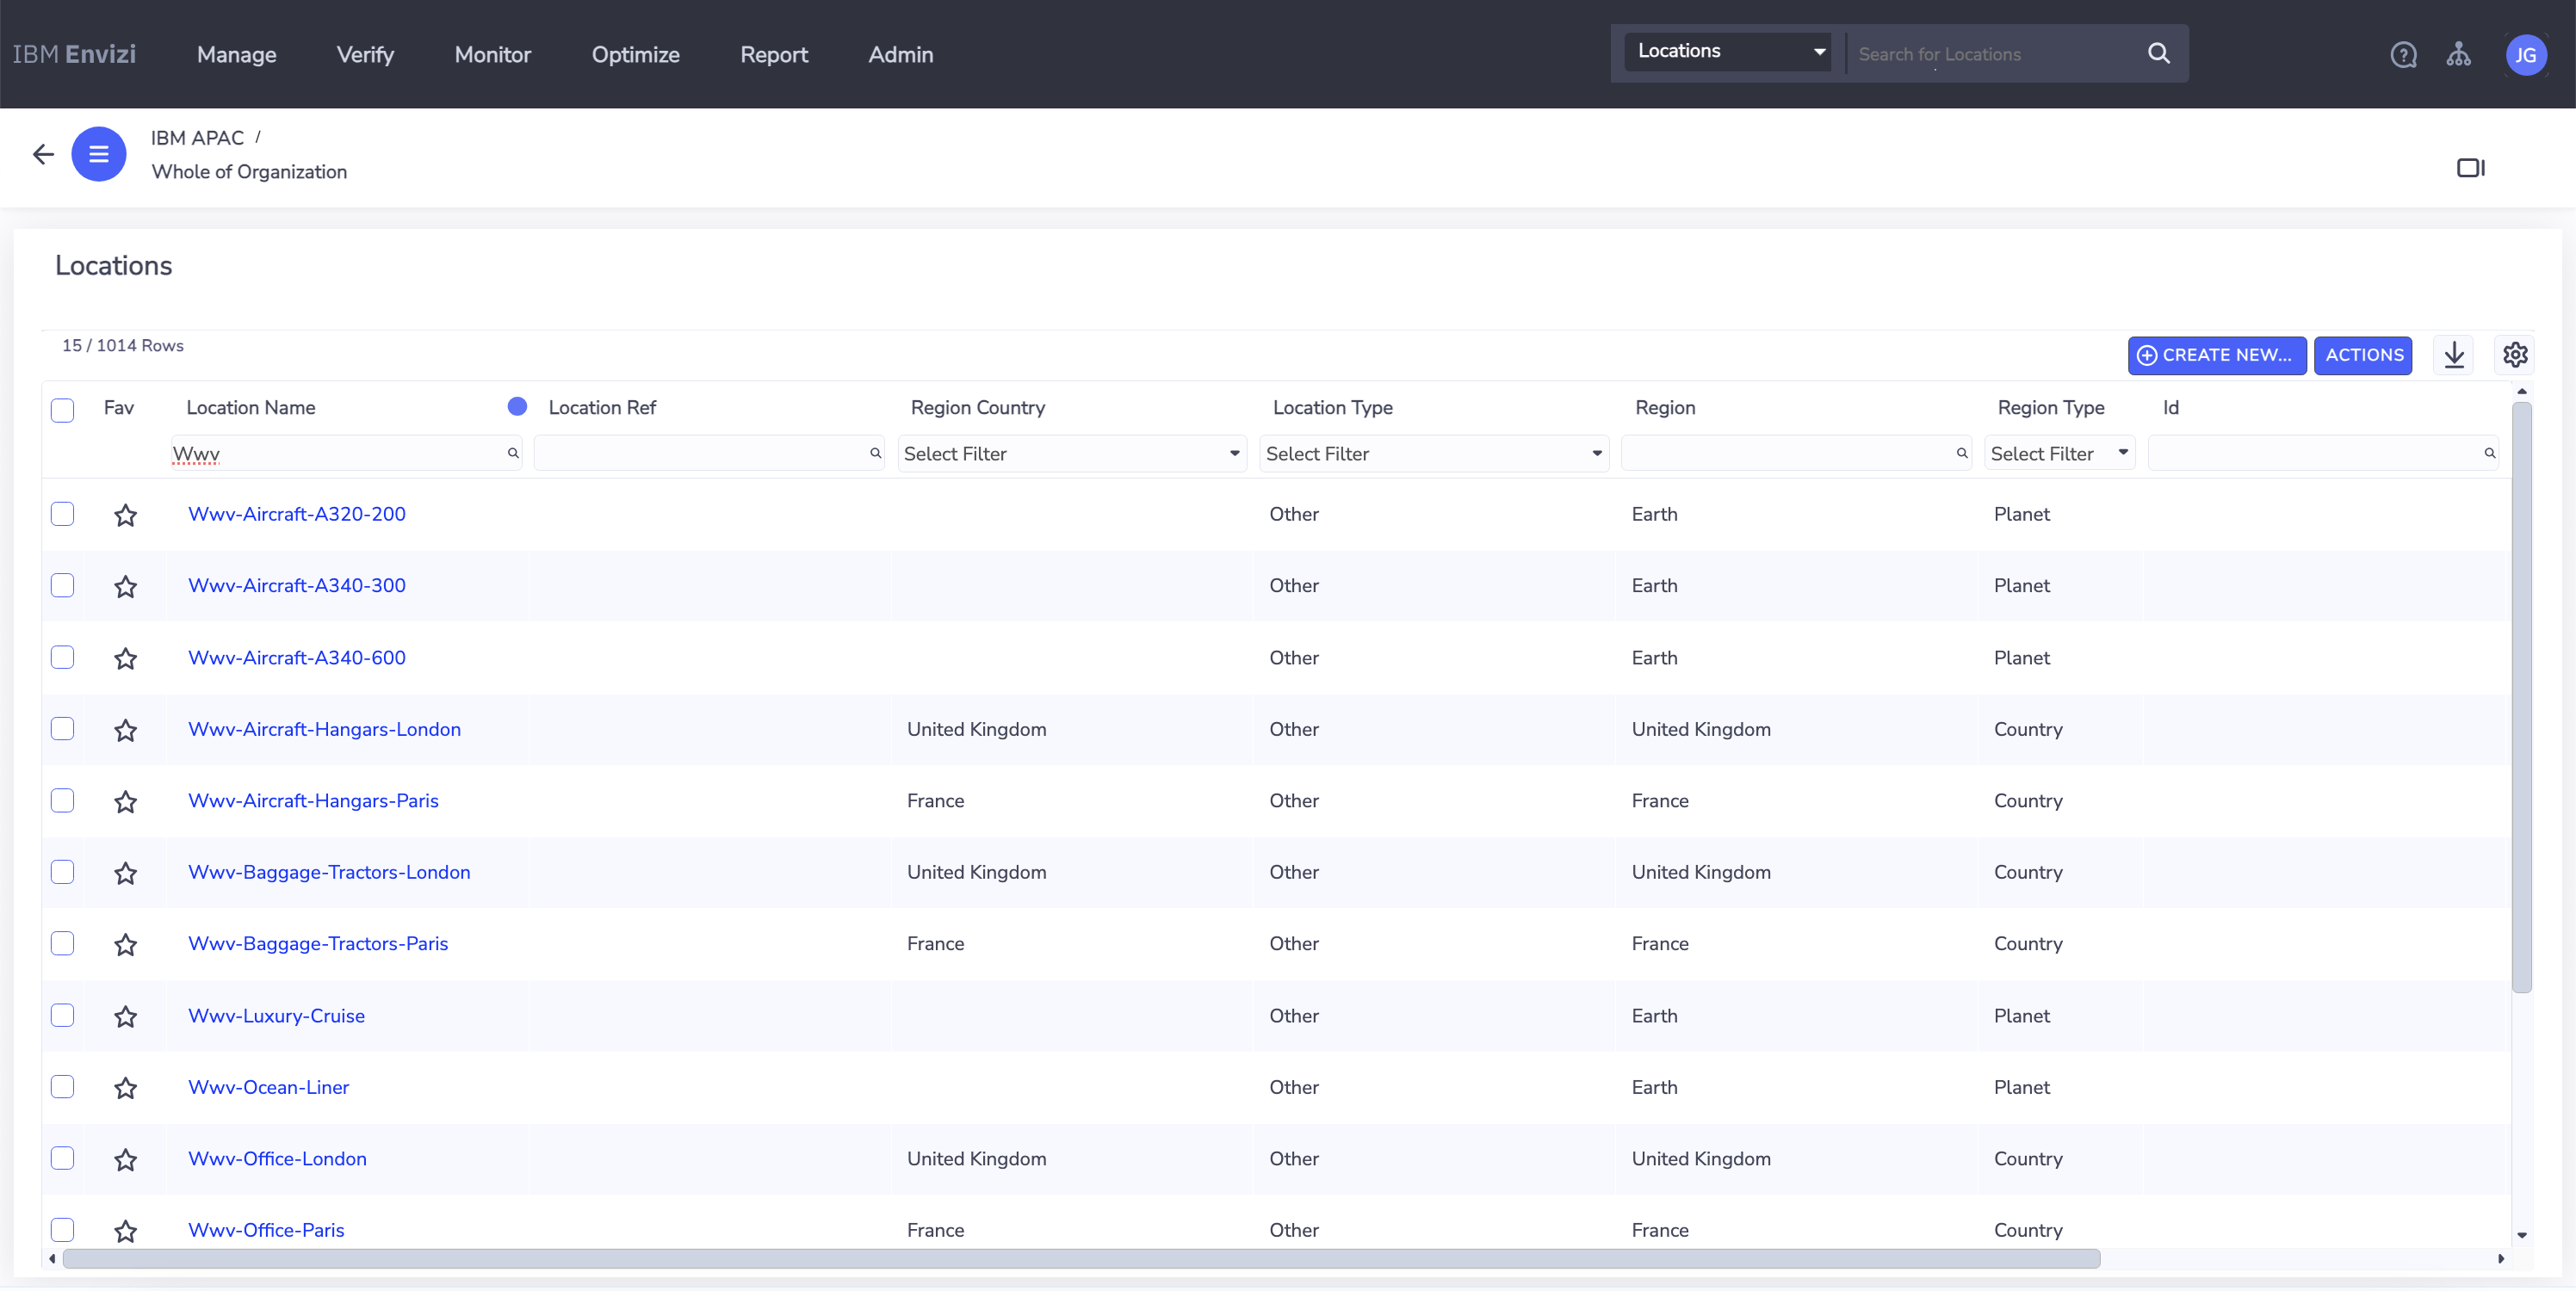 IBM Envizi Manage Verify Monitor Optimize Report Admin Locations Search for Locations JG
IBM APAC /
Whole of Organization
Locations
15 / 1014 Rows
CREATE NEW... ACTIONS
Fav Location Name Location Ref Region Country Location Type Region Region Type Id
Wwv Select Filter Select Filter Select Filter
Wwv-Aircraft-A320-200 Other Earth Planet
Wwv-Aircraft-A340-300 Other Earth Planet
Wwv-Aircraft-A340-600 Other Earth Planet
Wwv-Aircraft-Hangars-London United Kingdom Other United Kingdom Country
Wwv-Aircraft-Hangars-Paris France Other France Country
Wwv-Baggage-Tractors-London United Kingdom Other United Kingdom Country
Wwv-Baggage-Tractors-Paris France Other France Country
Wwv-Luxury-Cruise Other Earth Planet
Wwv-Ocean-Liner Other Earth Planet
Wwv-Office-London United Kingdom Other United Kingdom Country
Wwv-Office-Paris France Other France Country